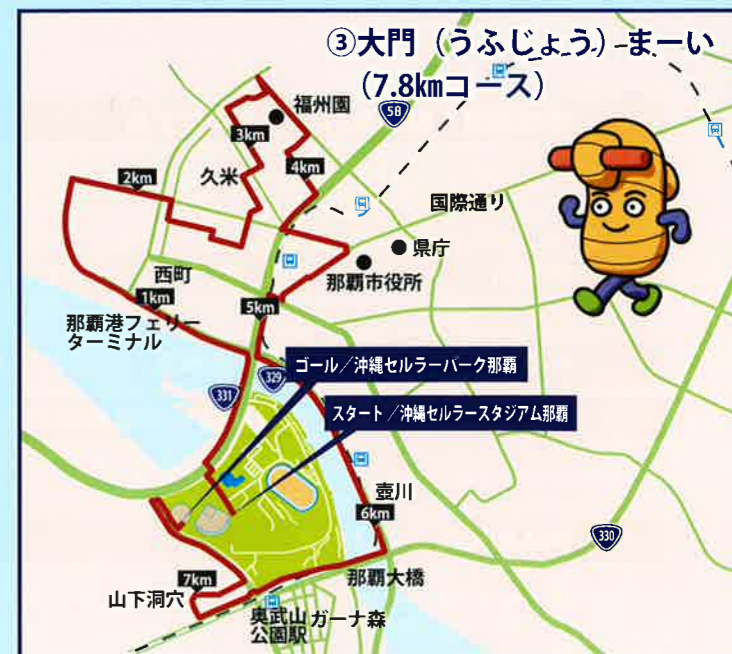 ③大門（うふじょう）まーい
（7.8kmコース）
58
福州園
3km
4km
久米
2km
国際通り
県庁
那覇市役所
西町
1km
5km
那覇港フェリー
ターミナル
ゴール／沖縄セルラーパーク那覇
329
331
スタート／沖縄セルラースタジアム那覇
壺川
6km
330
那覇大橋
7km
山下洞穴
奥武山
公園駅
ガーナ森